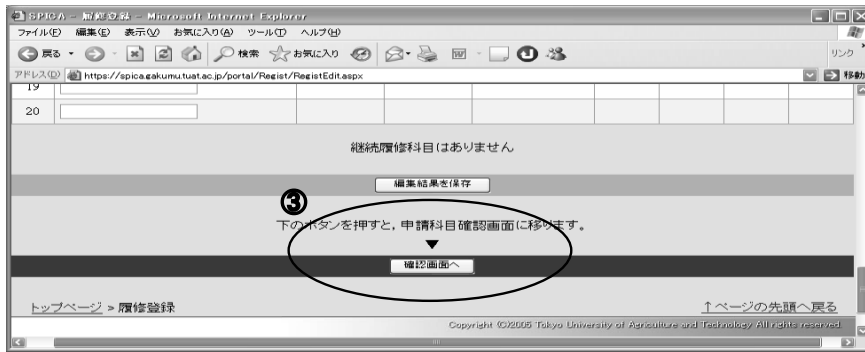 SPICA - 履修登録 - Microsoft Internet Explorer
ファイル(F) 編集(E) 表示(V) お気に入り(A) ツール(T) ヘルプ(H)
戻る 検索 お気に入り リンク
アドレス(D) https://spica.gakumu.tuat.ac.jp/portal/Regist/RegistEdit.aspx 移動
19
20
継続履修科目はありません
編集結果を保存
③
下のボタンを押すと，申請科目確認画面に移ります。
▼
確認画面へ
トップページ > 履修登録 ↑ページの先頭へ戻る
Copyright (C)2005 Tokyo University of Agriculture and Technology All rights reserved.